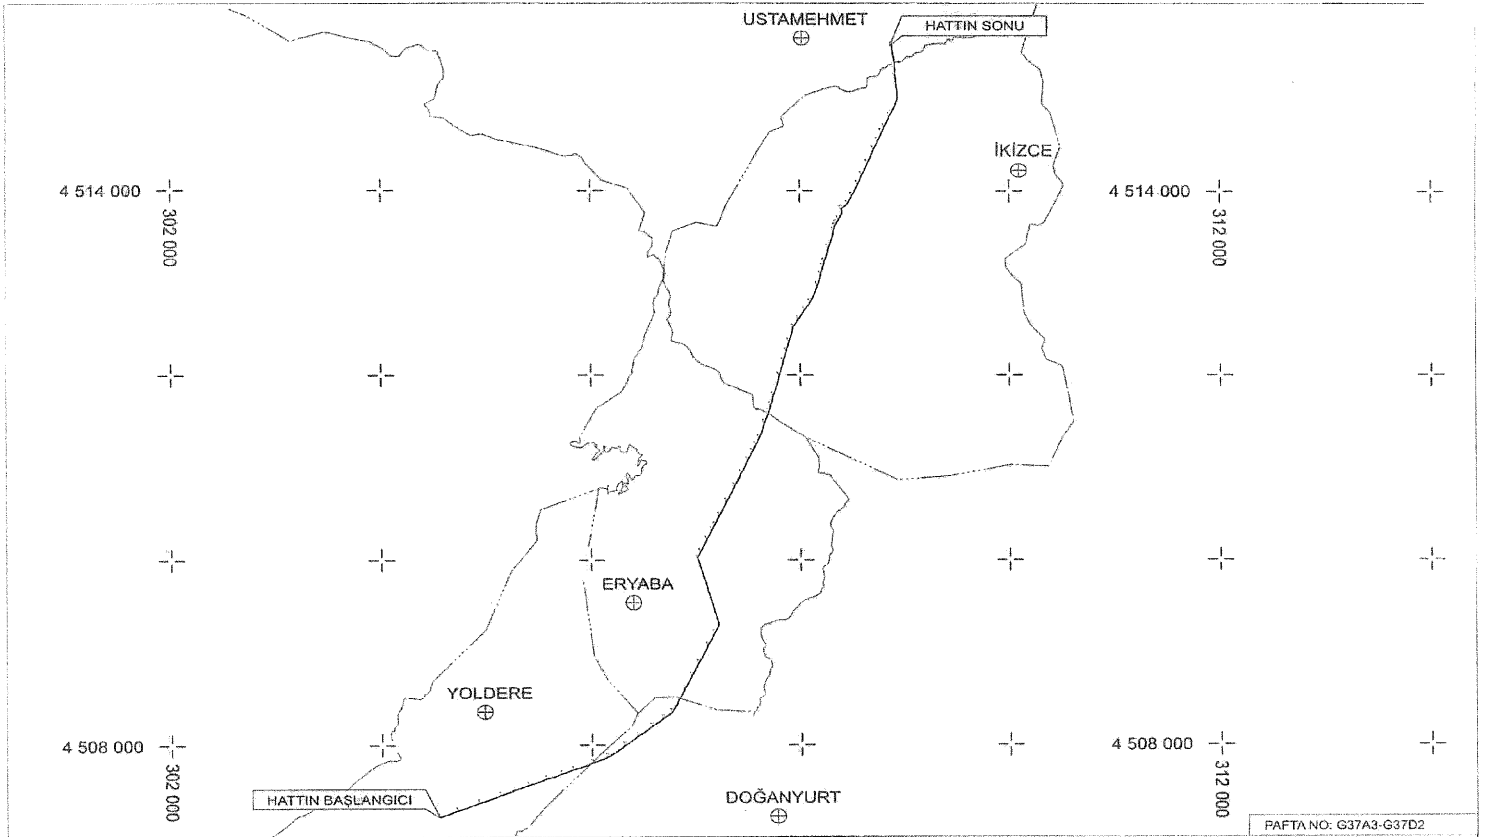 USTAMEHMET
HATTIN SONU
İKİZCE
4 514 000
4 514 000
302 000
312 000
ERYABA
YOLDERE
4 508 000
4 508 000
302 000
312 000
HATTIN BAŞLANGICI
DOĞANYURT
PAFTA NO: G37A3-G37D2